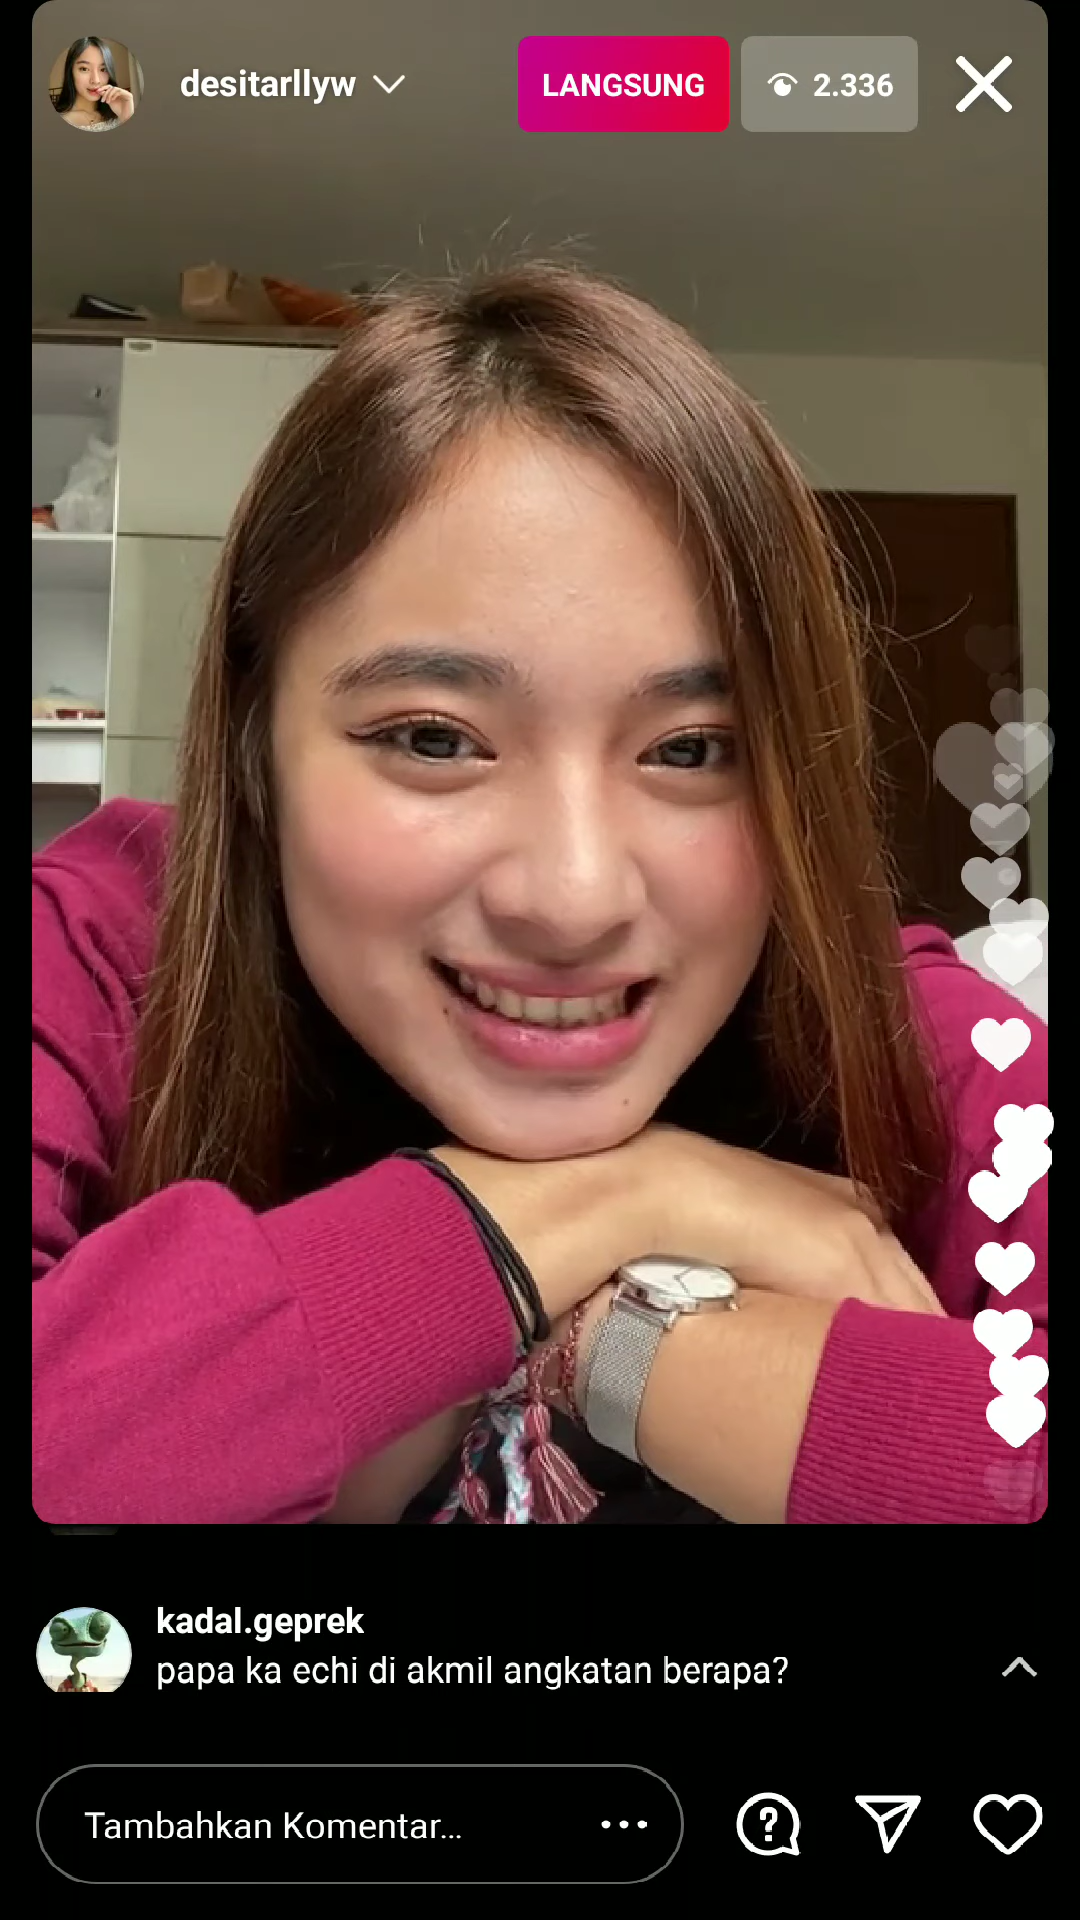 desitarllyw
LANGSUNG
2.336
kadal.geprek
papa ka echi di akmil angkatan berapa?
Tambahkan Komentar...